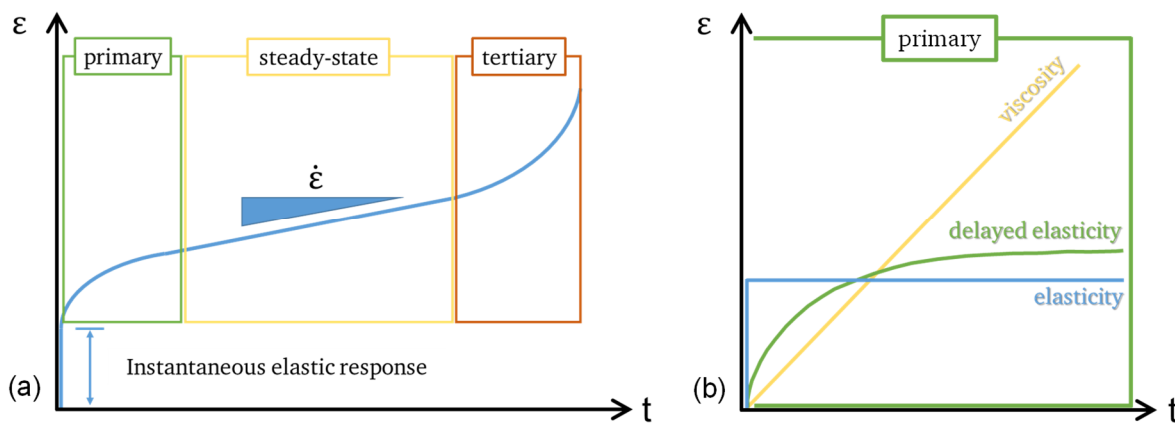 ε
primary
steady-state
tertiary
ε̇
Instantaneous elastic response
(a)
t
ε
primary
viscosity
delayed elasticity
elasticity
(b)
t